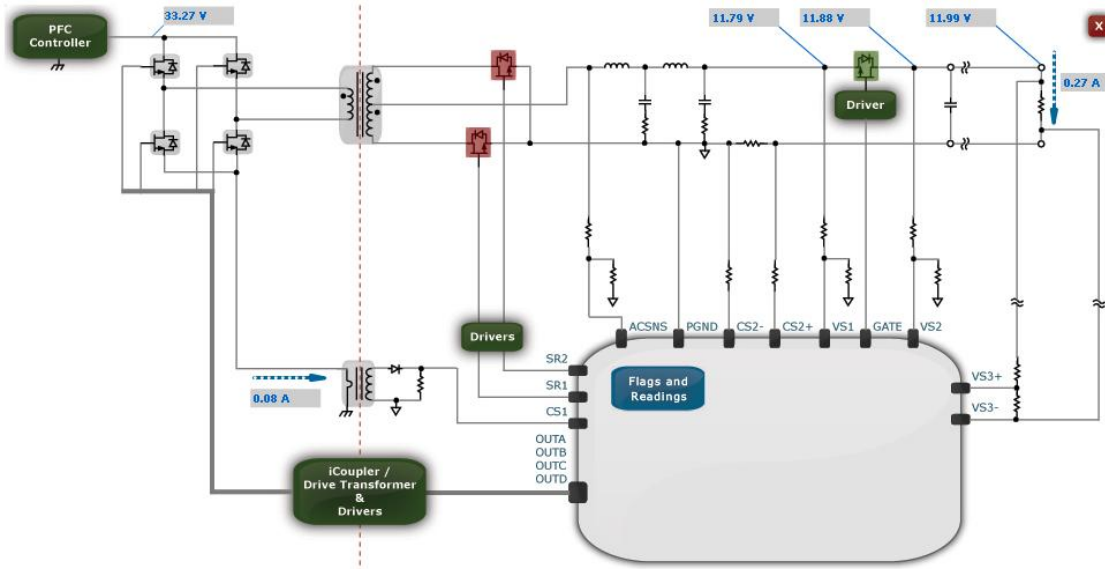 33.27 V
11.79 V
11.88 V
11.99 V
PFC
Controller
X
0.27 A
Driver
Drivers
ACSNS
PGND
CS2-
CS2+
VS1
GATE
VS2
SR2
SR1
CS1
Flags and
Readings
VS3+
VS3-
0.08 A
OUTA
OUTB
OUTC
OUTD
iCoupler /
Drive Transformer
&
Drivers